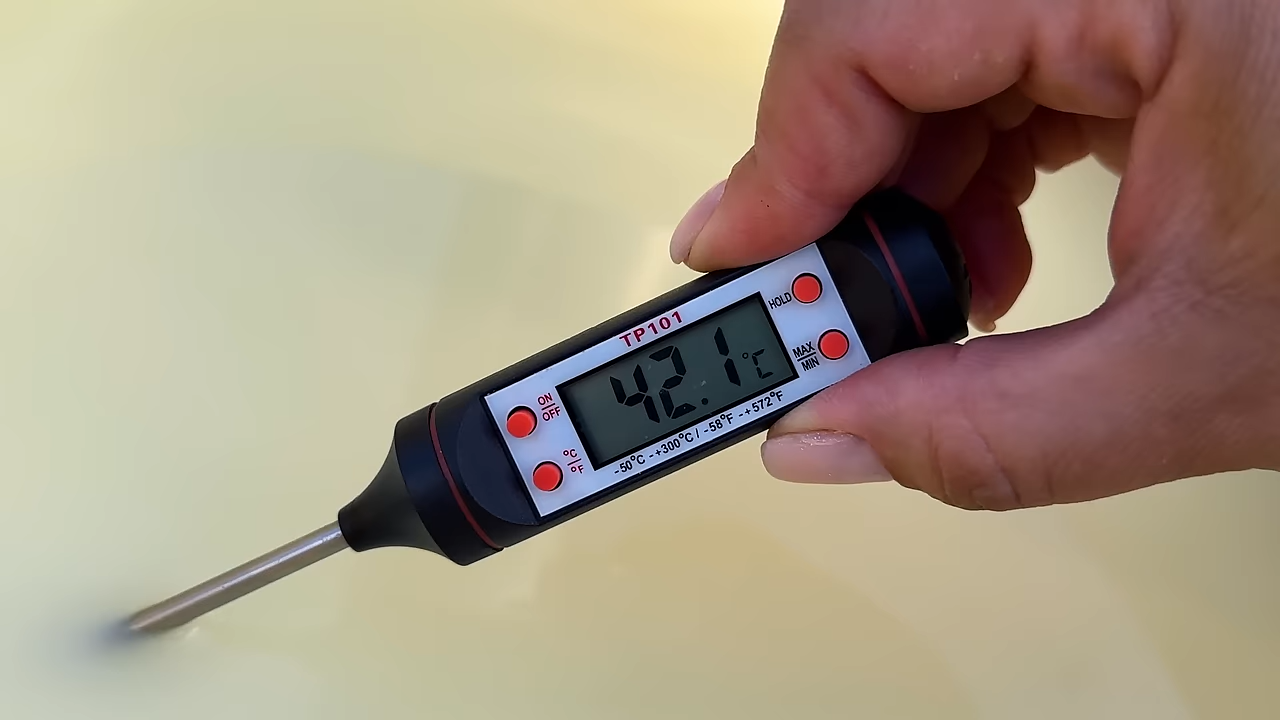 TP101
42.1°C
ON
OFF
°C
°F
HOLD
MAX
MIN
-50°C -+300°C / -58°F -+572°F